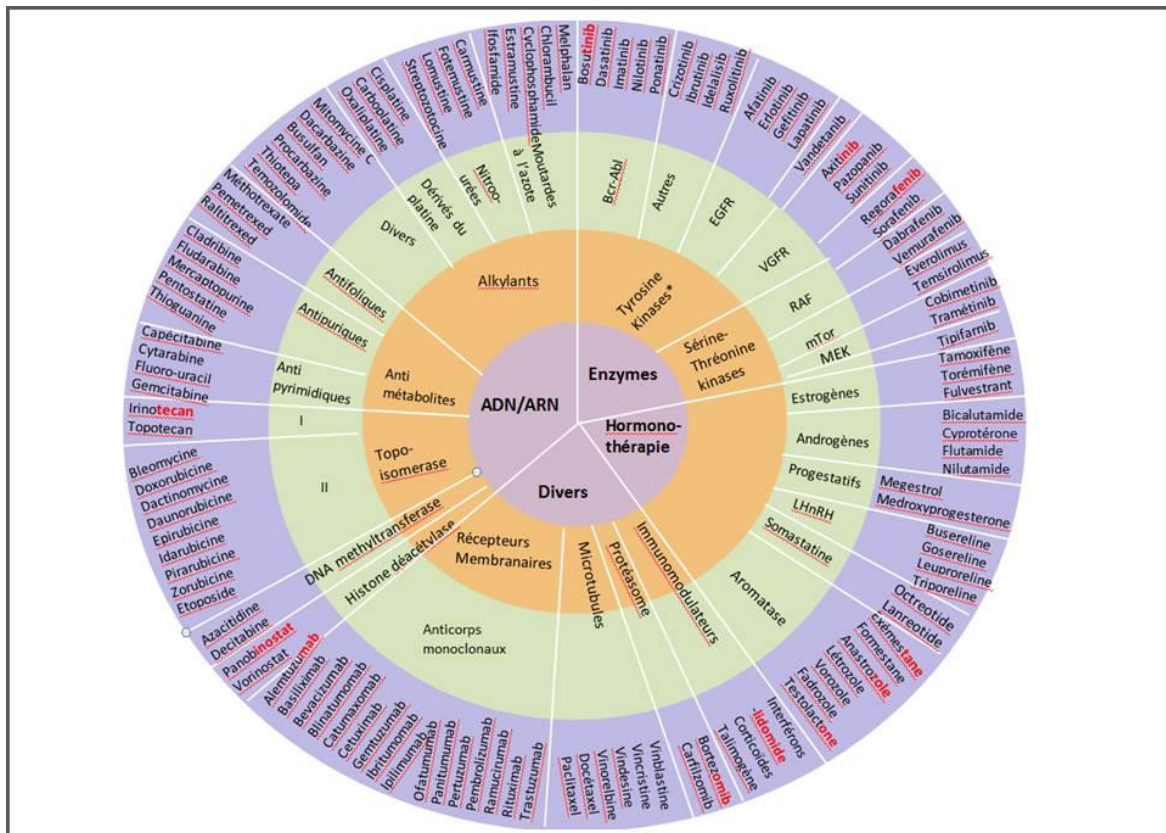 ADN/ARN
Enzymes
Hormono-
thérapie
Divers
Alkylants
Tyrosine
Kinases*
Sérine-
Thréonine
kinases
Anti
métabolites
Topo-
isomerase
DNA methyltransferase
Histone déacétylase
Récepteurs
Membranaires
Microtubules
Protéasome
Immunomodulateurs
Bcr-Abl
Autres
EGFR
VGFR
RAF
mTor
MEK
Estrogènes
Androgènes
Progestatifs
LHnRH
Somastatine
Aromatase
Anticorps
monoclonaux
II
I
Anti
pyrimidiques
Antipuriques
Antifoliques
Divers
Dérivés du
platine
Nitroo-
urées
Moutardes
à l'azote
Bosutinib
Dasatinib
Imatinib
Nilotinib
Ponatinib
Crizotinib
Ibrutinib
Idelalisib
Ruxolitinib
Afatinib
Erlotinib
Gefitinib
Lapatinib
Vandetanib
Axitinib
Pazopanib
Sunitinib
Regorafenib
Sorafenib
Dabrafenib
Vemurafenib
Everolimus
Temsirolimus
Cobimetinib
Tramétinib
Tipifarnib
Tamoxifène
Torémifène
Fulvestrant
Bicalutamide
Cyprotérone
Flutamide
Nilutamide
Megestrol
Medroxyprogesterone
Busereline
Gosereline
Leuproreline
Triporeline
Octreotide
Lanreotide
Exémestane
Formestane
Anastrozole
Létrozole
Vorozole
Fadrozole
Testolactone
Interférons
-lidomide
Corticoïdes
Talimogène
Bortezomib
Carfilzomib
Vinblastine
Vincristine
Vindesine
Vinorelbine
Docétaxel
Paclitaxel
Trastuzumab
Rituximab
Ramucirumab
Pembrolizumab
Pertuzumab
Panitumumab
Ofatumumab
Ipilimumab
Ibritumomab
Gemtuzumab
Cetuximab
Catumaxomab
Blinatumomab
Bevacizumab
Basiliximab
Alemtuzumab
Vorinostat
Panobinostat
Decitabine
Azacitidine
Etoposide
Zorubicine
Pirarubicine
Idarubicine
Epirubicine
Daunorubicine
Dactinomycine
Doxorubicine
Bleomycine
Topotecan
Irinotecan
Gemcitabine
Fluoro-uracil
Cytarabine
Capécitabine
Thioguanine
Pentostatine
Mercaptopurine
Fludarabine
Cladribine
Raltitrexed
Pemetrexed
Méthotrexate
Temozolomide
Thiotepa
Procarbazine
Busulfan
Dacarbazine
Mitomycine C
Oxaliplatine
Carboplatine
Cisplatine
Streptozotocine
Lomustine
Fotemustine
Carmustine
Ifosfamide
Estramustine
Cyclophosphamide
Chlorambucil
Melphalan